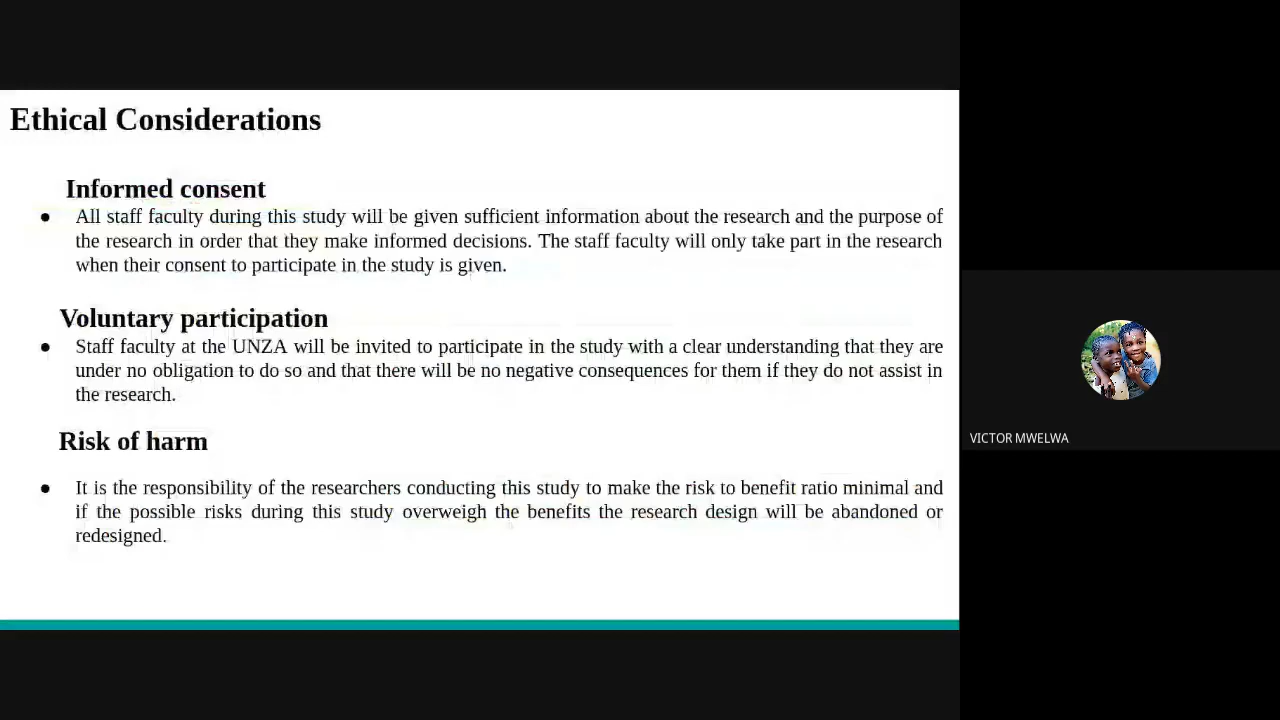 Ethical Considerations
Informed consent
● All staff faculty during this study will be given sufficient information about the research and the purpose of
the research in order that they make informed decisions. The staff faculty will only take part in the research
when their consent to participate in the study is given.
Voluntary participation
● Staff faculty at the UNZA will be invited to participate in the study with a clear understanding that they are
under no obligation to do so and that there will be no negative consequences for them if they do not assist in
the research.
Risk of harm
● It is the responsibility of the researchers conducting this study to make the risk to benefit ratio minimal and
if the possible risks during this study overweigh the benefits the research design will be abandoned or
redesigned.
VICTOR MWELWA